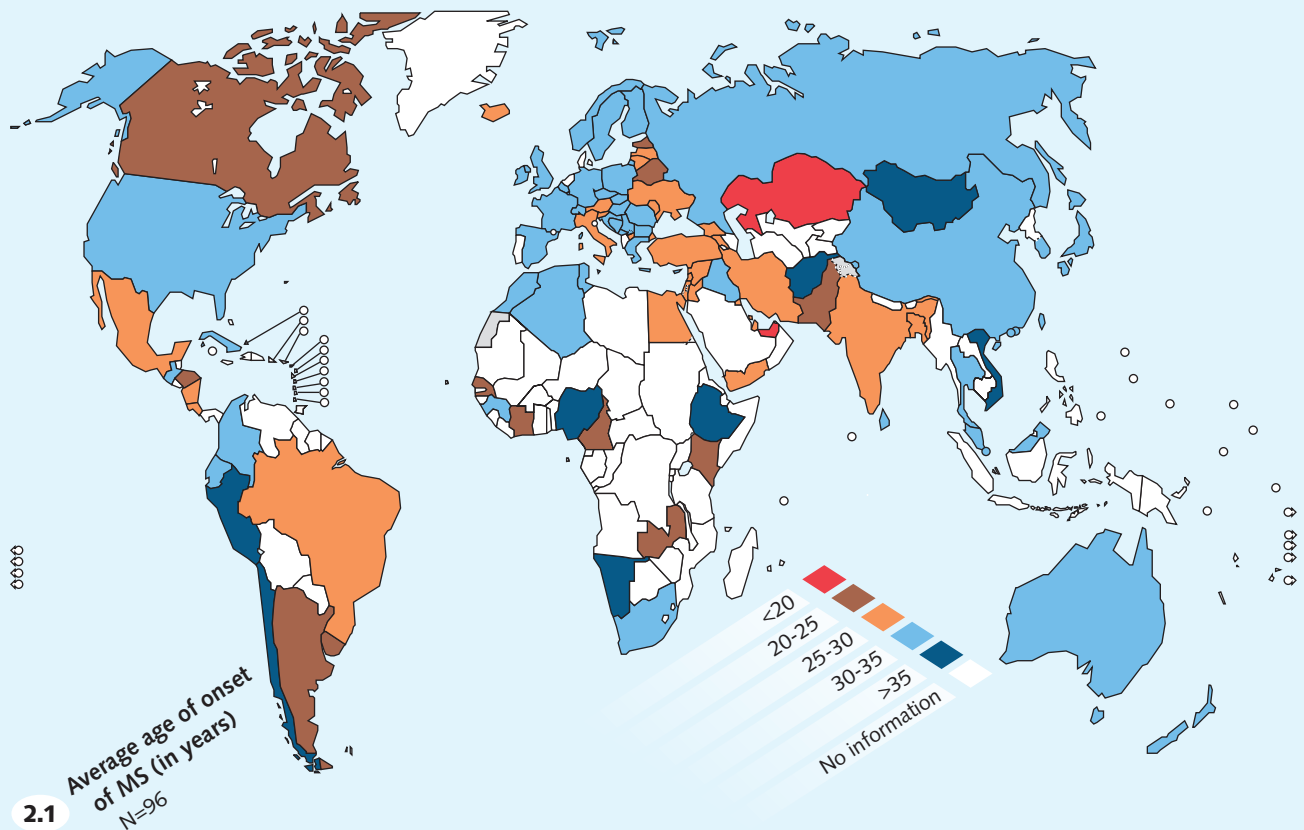 <20
20-25
25-30
30-35
>35
No information
Average age of onset
of MS (in years)
N=96
2.1